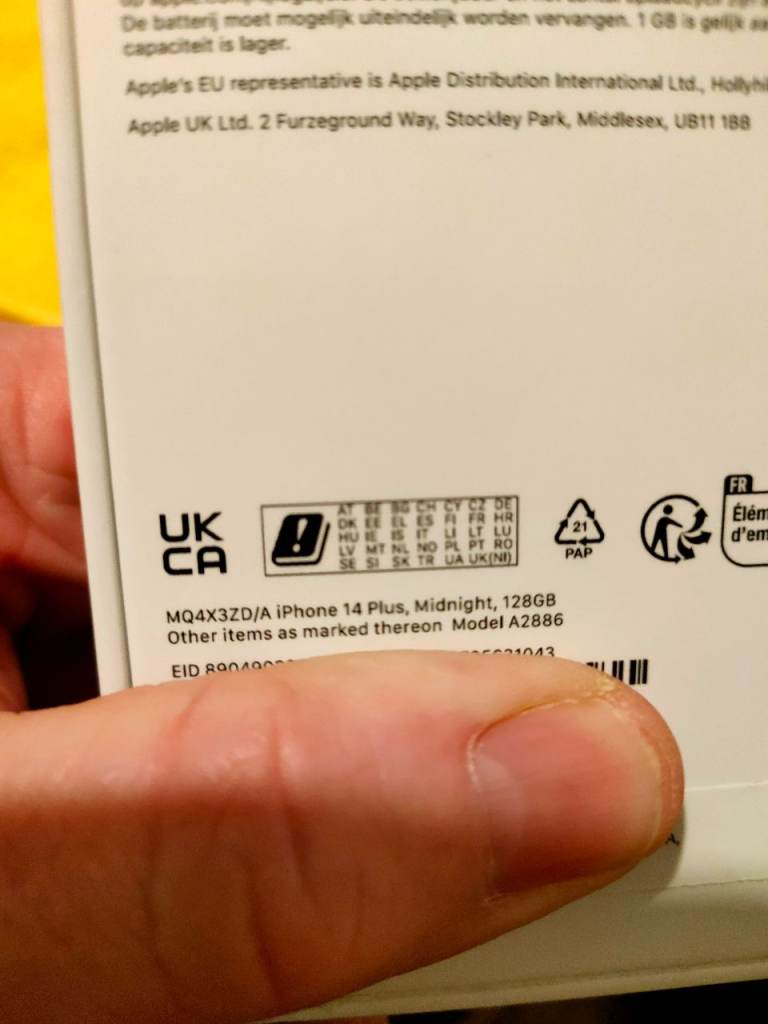 De batterij moet mogelijk uiteindelijk worden vervangen. 1 GB is gelijk
capaciteit is lager.
Apple's EU representative is Apple Distribution International Ltd.,
Apple UK Ltd. 2 Furzeground Way, Stockley Park, Middlesex, UB11 1BB
UK
CA
AT BE BG CH CY CZ DE
DK EE EL ES FI FR HR
HU IE IS IT LI LT LU
LV MT NL NO PL PT RO
SE SI SK TR UA UK(NI)
21
PAP
FR
MQ4X3ZD/A iPhone 14 Plus, Midnight, 128GB
Other items as marked thereon Model A2886
EID